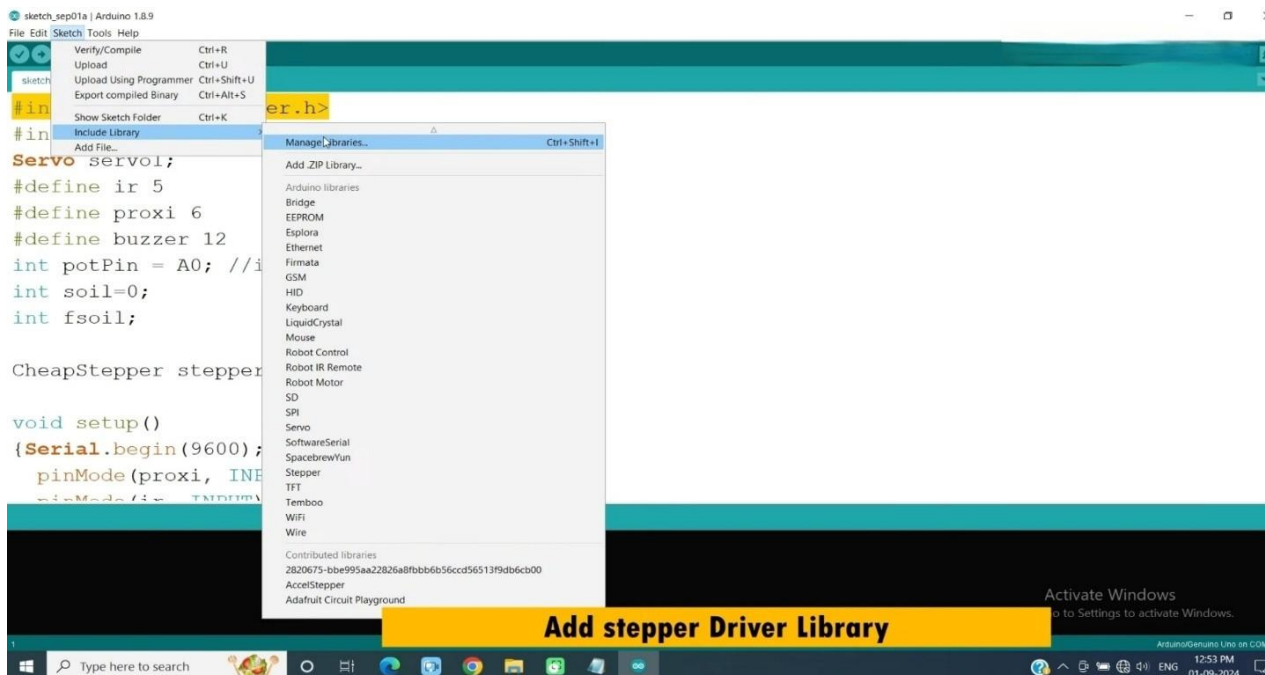 sketch_sep01a | Arduino 1.8.9
File Edit Sketch Tools Help
Verify/Compile Ctrl+R
Upload Ctrl+U
Upload Using Programmer Ctrl+Shift+U
Export compiled Binary Ctrl+Alt+S
Show Sketch Folder Ctrl+K
Include Library
Add File...
sketch
#in er.h>
#in
Servo servo1;
#define ir 5
#define proxi 6
#define buzzer 12
int potPin = A0; //i
int soil=0;
int fsoil;
CheapStepper stepper
void setup()
{Serial.begin(9600);
pinMode(proxi, INP
pinMode(ir, INPUT)
Manage Libraries... Ctrl+Shift+I
Add .ZIP Library...
Arduino libraries
Bridge
EEPROM
Esplora
Ethernet
Firmata
GSM
HID
Keyboard
LiquidCrystal
Mouse
Robot Control
Robot IR Remote
Robot Motor
SD
SPI
Servo
SoftwareSerial
SpacebrewYun
Stepper
TFT
Temboo
WiFi
Wire
Contributed libraries
2820675-bbe995aa22826a8fbbb6b56ccd56513f9db6cb00
AccelStepper
Adafruit Circuit Playground
Add stepper Driver Library
Activate Windows
to Settings to activate Windows.
1
Arduino/Genuino Uno on COM
Type here to search
ENG
12:53 PM
01-09-2024